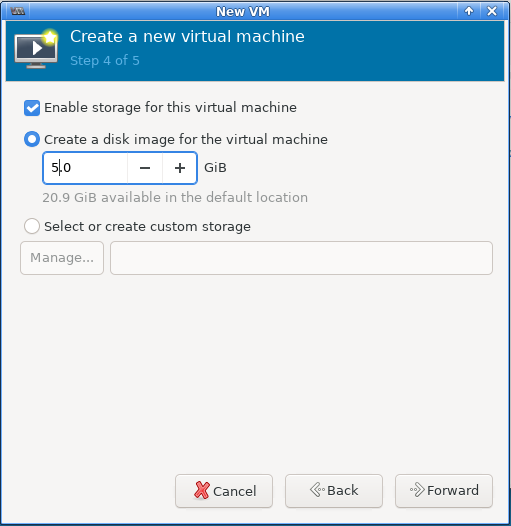 New VM
Create a new virtual machine
Step 4 of 5
Enable storage for this virtual machine
Create a disk image for the virtual machine
5.0 GiB
20.9 GiB available in the default location
Select or create custom storage
Manage...
Cancel Back Forward